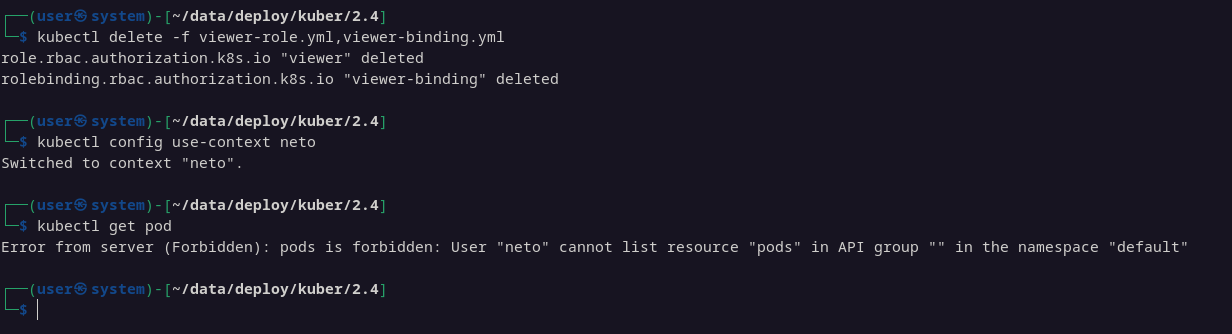 ┌──(user㉿system)-[~/data/deploy/kuber/2.4]
└─$ kubectl delete -f viewer-role.yml,viewer-binding.yml
role.rbac.authorization.k8s.io "viewer" deleted
rolebinding.rbac.authorization.k8s.io "viewer-binding" deleted
┌──(user㉿system)-[~/data/deploy/kuber/2.4]
└─$ kubectl config use-context neto
Switched to context "neto".
┌──(user㉿system)-[~/data/deploy/kuber/2.4]
└─$ kubectl get pod
Error from server (Forbidden): pods is forbidden: User "neto" cannot list resource "pods" in API group "" in the namespace "default"
┌──(user㉿system)-[~/data/deploy/kuber/2.4]
└─$